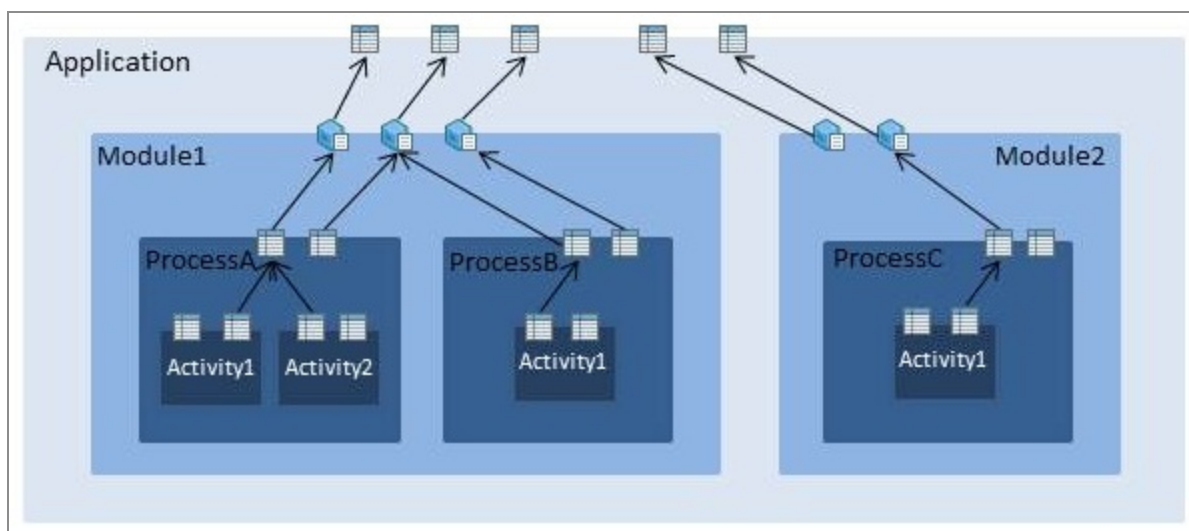 Application
Module1
Module2
ProcessA
ProcessB
ProcessC
Activity1
Activity2
Activity1
Activity1